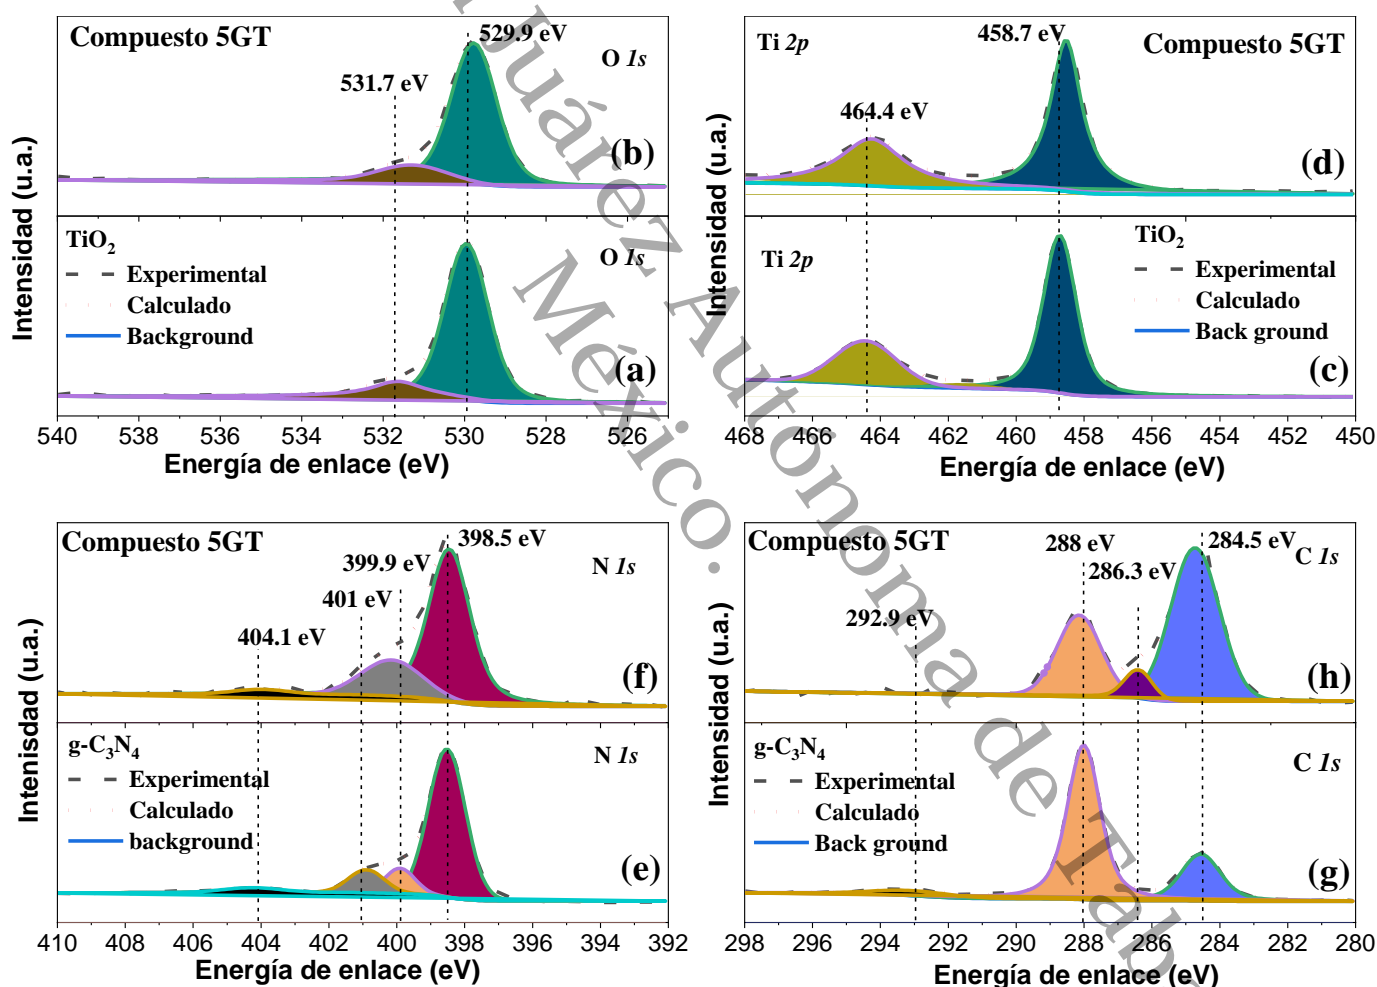 Compuesto 5GT
529.9 eV
O 1s
531.7 eV
(b)
TiO2
O 1s
Experimental
Calculado
Background
(a)
540 538 536 534 532 530 528 526
Energía de enlace (eV)
Intensidad (u.a.)
Ti 2p
458.7 eV
Compuesto 5GT
464.4 eV
(d)
Ti 2p
TiO2
Experimental
Calculado
Back ground
(c)
468 466 464 462 460 458 456 454 452 450
Energía de enlace (eV)
Intensidad (u.a.)
Compuesto 5GT
398.5 eV
N 1s
399.9 eV
401 eV
404.1 eV
(f)
g-C3N4
N 1s
Experimental
Calculado
background
(e)
410 408 406 404 402 400 398 396 394 392
Energía de enlace (eV)
Intenisdad (u.a.)
Compuesto 5GT
288 eV
284.5 eV
C 1s
286.3 eV
292.9 eV
(h)
g-C3N4
C 1s
Experimental
Calculado
Back ground
(g)
298 296 294 292 290 288 286 284 282 280
Energía de enlace (eV)
Intensidad (u.a.)
Juárez Autónoma de Tab
México.